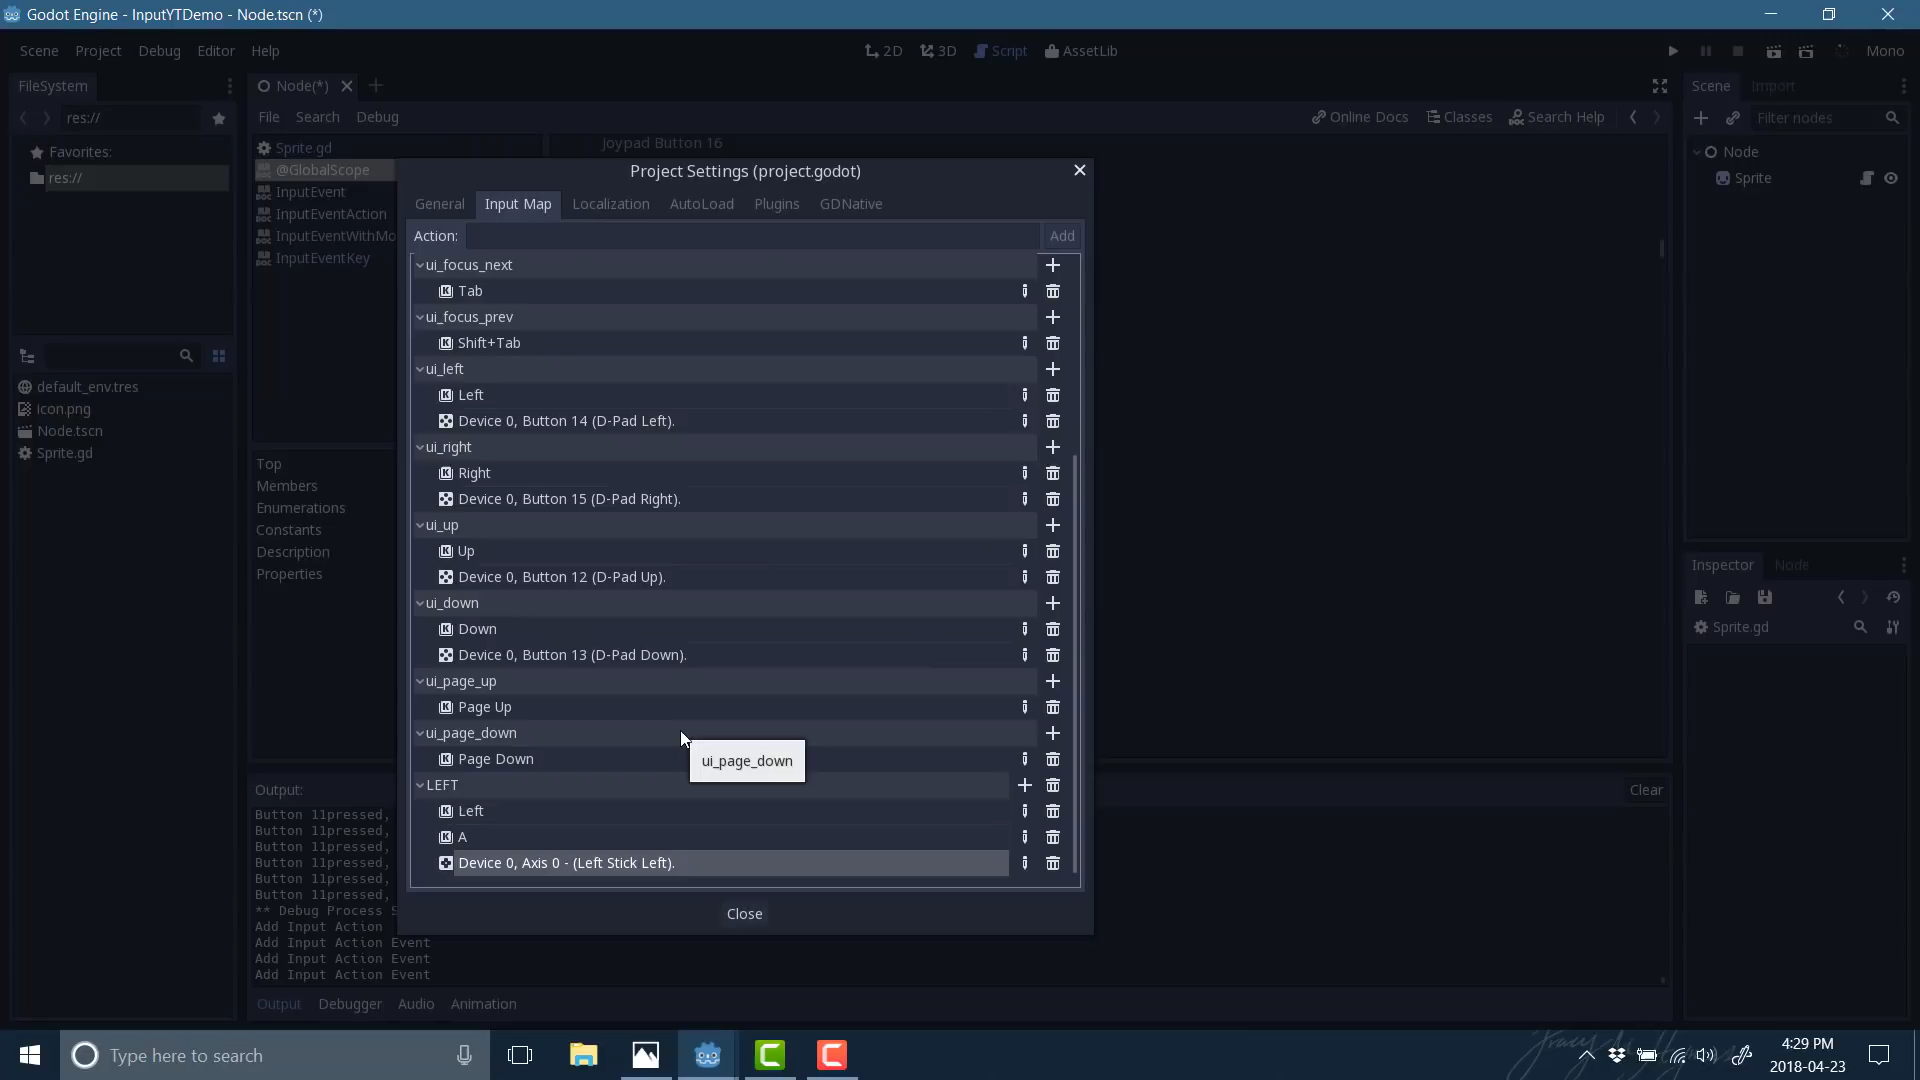 Godot Engine - InputYTDemo - Node.tscn (*)
Scene Project Debug Editor Help 2D 3D Script AssetLib Mono
FileSystem Node(*) Scene Import
res:// File Search Debug Online Docs Classes Search Help Filter nodes
Favorites:
res://
Sprite.gd
@GlobalScope
InputEvent
InputEventAction
InputEventWithMo
InputEventKey
Joypad Button 16
Node
Sprite
default_env.tres
icon.png
Node.tscn
Sprite.gd
Top
Members
Enumerations
Constants
Description
Properties
Project Settings (project.godot)
General Input Map Localization AutoLoad Plugins GDNative
Action: Add
ui_focus_next
Tab
ui_focus_prev
Shift+Tab
ui_left
Left
Device 0, Button 14 (D-Pad Left).
ui_right
Right
Device 0, Button 15 (D-Pad Right).
ui_up
Up
Device 0, Button 12 (D-Pad Up).
ui_down
Down
Device 0, Button 13 (D-Pad Down).
ui_page_up
Page Up
ui_page_down
ui_page_down
Page Down
LEFT
Left
A
Device 0, Axis 0 - (Left Stick Left).
Close
Inspector Node
Sprite.gd
Output: Clear
Button 11pressed,
Button 11pressed,
Button 11pressed,
Button 11pressed,
Button 11pressed,
Button 11pressed,
** Debug Process S
Add Input Action
Add Input Action Event
Add Input Action Event
Add Input Action Event
Output Debugger Audio Animation
Type here to search
4:29 PM
2018-04-23